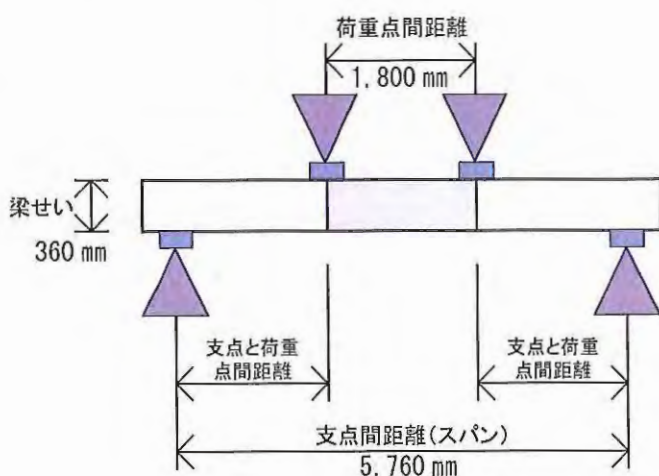 荷重点間距離
1,800 mm
梁せい
360 mm
支点と荷重
点間距離
支点と荷重
点間距離
支点間距離(スパン)
5,760 mm